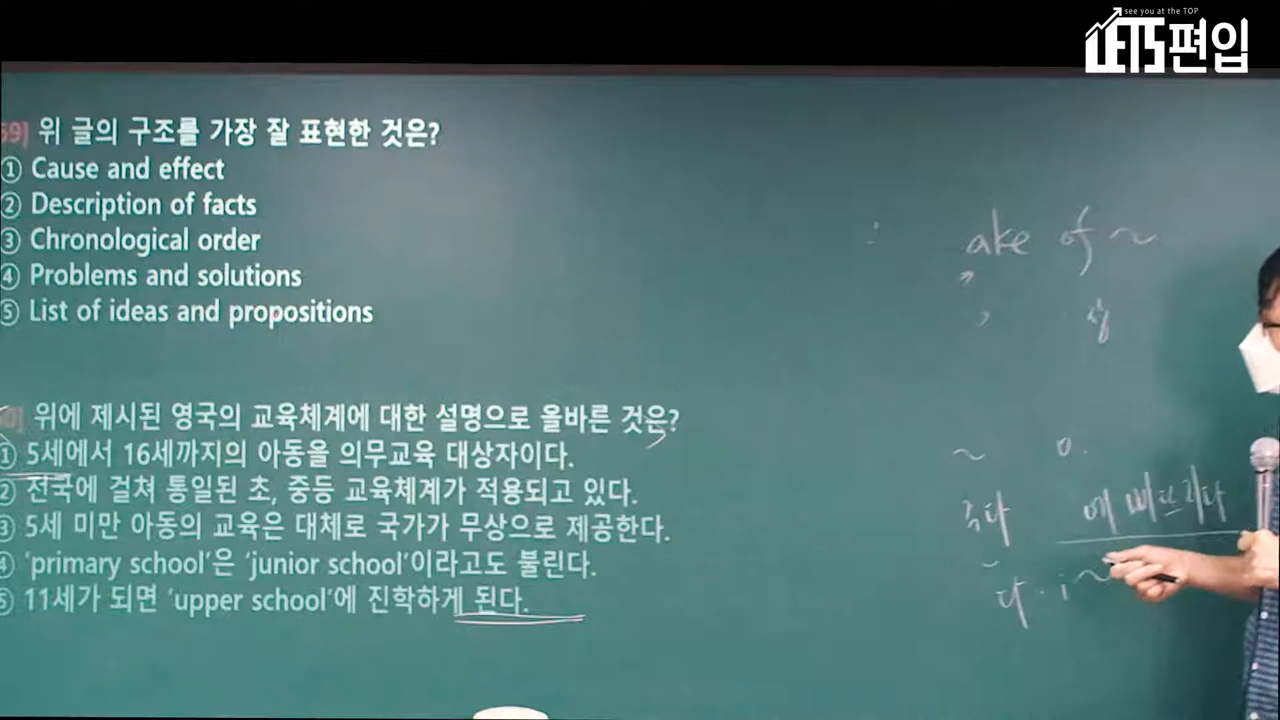 see you at the TOP
LETS편입
59] 위 글의 구조를 가장 잘 표현한 것은?
① Cause and effect
② Description of facts
③ Chronological order
④ Problems and solutions
⑤ List of ideas and propositions
ake of ~
위에 제시된 영국의 교육체계에 대한 설명으로 올바른 것은?
① 5세에서 16세까지의 아동을 의무교육 대상자이다.
② 전국에 걸쳐 통일된 초, 중등 교육체계가 적용되고 있다.
③ 5세 미만 아동의 교육은 대체로 국가가 무상으로 제공한다.
④ ‘primary school’은 ‘junior school’이라고도 불린다.
⑤ 11세가 되면 ‘upper school’에 진학하게 된다.